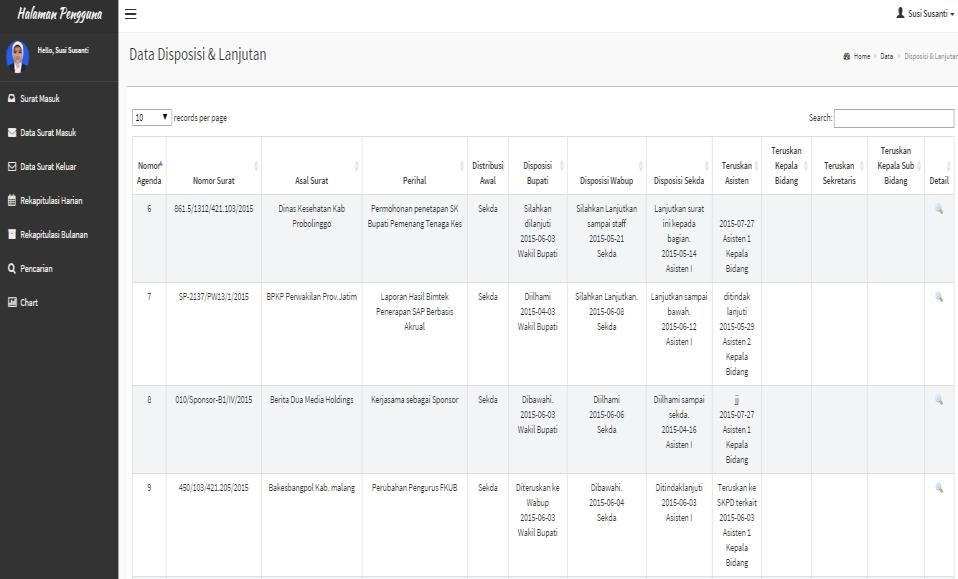 Halaman Pengguna
Susi Susanti
Hello, Susi Susanti
Surat Masuk
Data Surat Masuk
Data Surat Keluar
Rekapitulasi Harian
Rekapitulasi Bulanan
Pencarian
Chart
Data Disposisi & Lanjutan
Home > Data > Disposisi & Lanjutan
10 records per page
Search:
Nomor Agenda
Nomor Surat
Asal Surat
Perihal
Distribusi Awal
Disposisi Bupati
Disposisi Wabup
Disposisi Sekda
Teruskan Asisten
Teruskan Kepala Bidang
Teruskan Sekretaris
Teruskan Kepala Sub Bidang
Detail
6
861.5/1312/421.103/2015
Dinas Kesehatan Kab
Probolinggo
Permohonan penetapan SK
Bupati Pemenang Tenaga Kes
Sekda
Silahkan
dilanjuti
2015-06-03
Wakil Bupati
Silahkan Lanjutkan
sampai staff
2015-05-21
Sekda
Lanjutkan surat
ini kepada
bagian.
2015-05-14
Asisten I
2015-07-27
Asisten 1
Kepala
Bidang
7
SP-2137/PW13/1/2015
BPKP Perwakilan Prov.Jatim
Laporan Hasil Bimtek
Penerapan SAP Berbasis
Akrual
Sekda
Diilhami
2015-04-03
Wakil Bupati
Silahkan Lanjutkan.
2015-06-08
Sekda
Lanjutkan sampai
bawah.
2015-06-12
Asisten I
ditindak
lanjuti
2015-05-29
Asisten 2
Kepala
Bidang
8
010/Sponsor-B1/IV/2015
Berita Dua Media Holdings
Kerjasama sebagai Sponsor
Sekda
Dibawahi.
2015-06-03
Wakil Bupati
Diilhami
2015-06-06
Sekda
Diilhami sampai
sekda.
2015-04-16
Asisten I
jj
2015-07-27
Asisten 1
Kepala
Bidang
9
450/103/421.205/2015
Bakesbangpol Kab. malang
Perubahan Pengurus FKUB
Sekda
Diteruskan ke
Wabup
2015-06-03
Wakil Bupati
Dibawahi.
2015-06-04
Sekda
Ditindaklanjuti
2015-06-03
Asisten I
Teruskan ke
SKPD terkait
2015-06-03
Asisten 1
Kepala
Bidang